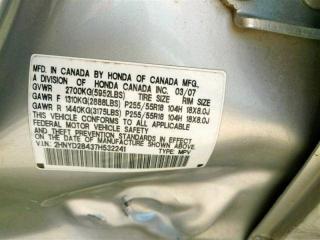 MFD. IN CANADA BY HONDA OF CANADA MFG.,
A DIVISION OF HONDA CANADA INC. 03/07
GVWR 2700KG(5952LBS) TIRE SIZE RIM SIZE
GAWR F 1310KG(2888LBS) P255/55R18 104H 18X8.0J
GAWR R 1440KG(3175LBS) P255/55R18 104H 18X8.0J
THIS VEHICLE CONFORMS TO ALL APPLICABLE
FEDERAL MOTOR VEHICLE SAFETY AND
THEFT PREVENTION STANDARDS IN EFFECT
ON THE DATE OF MANUFACTURE SHOWN ABOVE.
V.I.N.: 2HNYD28437H532241 TYPE: MPV